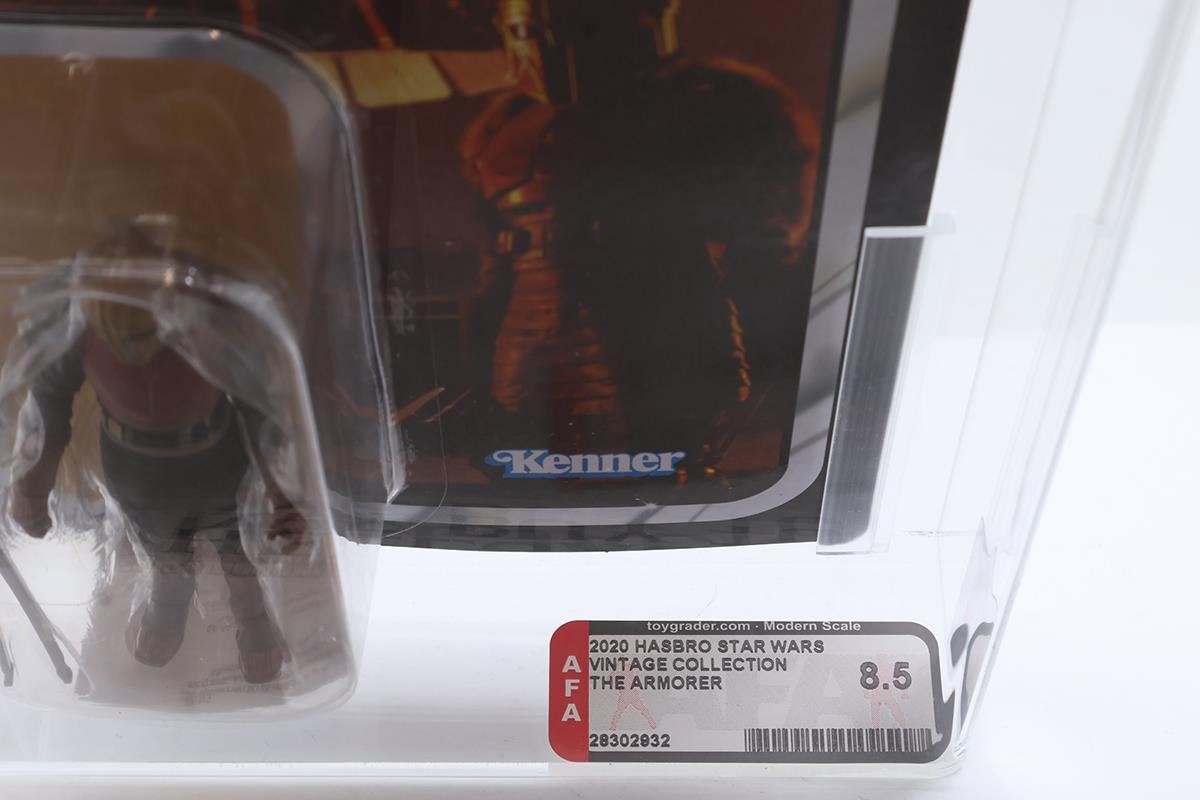 Kenner
toygrader.com · Modern Scale
AFA
2020 HASBRO STAR WARS
VINTAGE COLLECTION
THE ARMORER
8.5
28302932